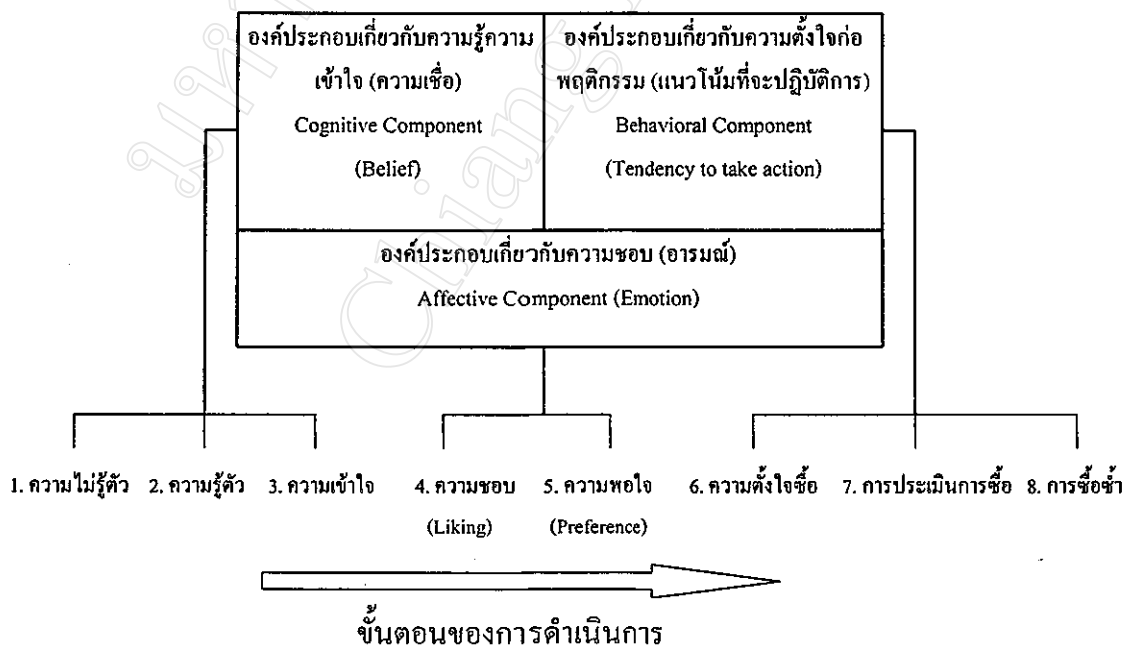 องค์ประกอบเกี่ยวกับความรู้ความ
เข้าใจ (ความเชื่อ)
Cognitive Component
(Belief)
องค์ประกอบเกี่ยวกับความตั้งใจก่อ
พฤติกรรม (แนวโน้มที่จะปฏิบัติการ)
Behavioral Component
(Tendency to take action)
องค์ประกอบเกี่ยวกับความชอบ (อารมณ์)
Affective Component (Emotion)
1. ความไม่รู้ตัว 2. ความรู้ตัว 3. ความเข้าใจ 4. ความชอบ 5. ความพอใจ 6. ความตั้งใจซื้อ 7. การประเมินการซื้อ 8. การซื้อซ้ำ
(Liking) (Preference)
ขั้นตอนของการดำเนินการ
Chiang